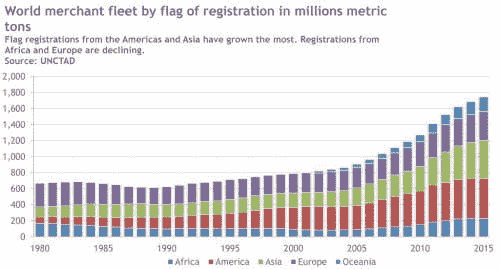 World merchant fleet by flag of registration in millions metric
tons
Flag registrations from the Americas and Asia have grown the most. Registrations from
Africa and Europe are declining.
Source: UNCTAD
2,000
1,800
1,600
1,400
1,200
1,000
800
600
400
200
0
1980 1985 1990 1995 2000 2005 2010 2015
Africa America Asia Europe Oceania